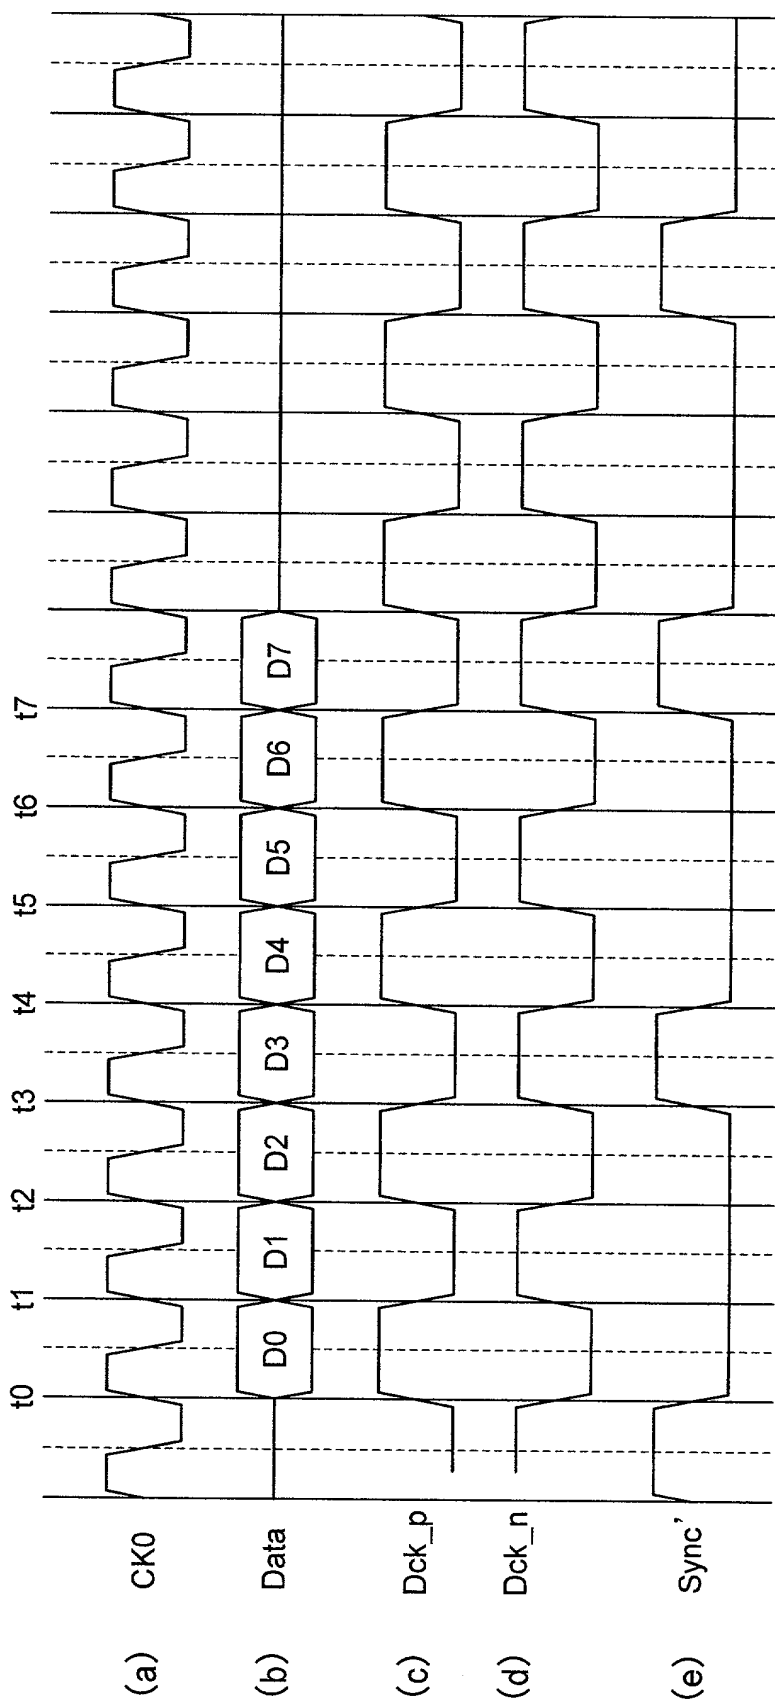 t0 t1 t2 t3 t4 t5 t6 t7
(a) CK0
(b) Data D0 D1 D2 D3 D4 D5 D6 D7
(c) Dck_p
(d) Dck_n
(e) Sync’